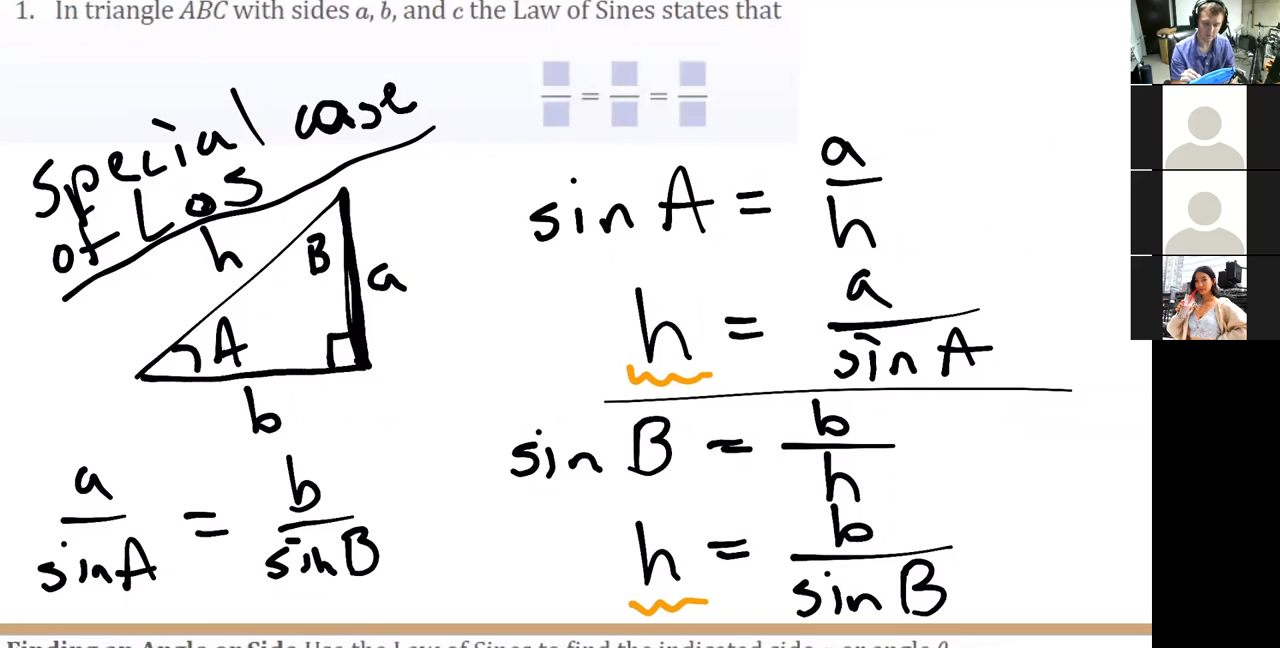 1. In triangle ABC with sides a, b, and c the Law of Sines states that
= =
Special case
of LoS
h
B
a
A
b
a/sinA = b/sinB
sin A = a/h
h = a/sin A
sin B = b/h
h = b/sin B
Finding an Angle or Side Use the Law of Sines to find the indicated side x or angle θ